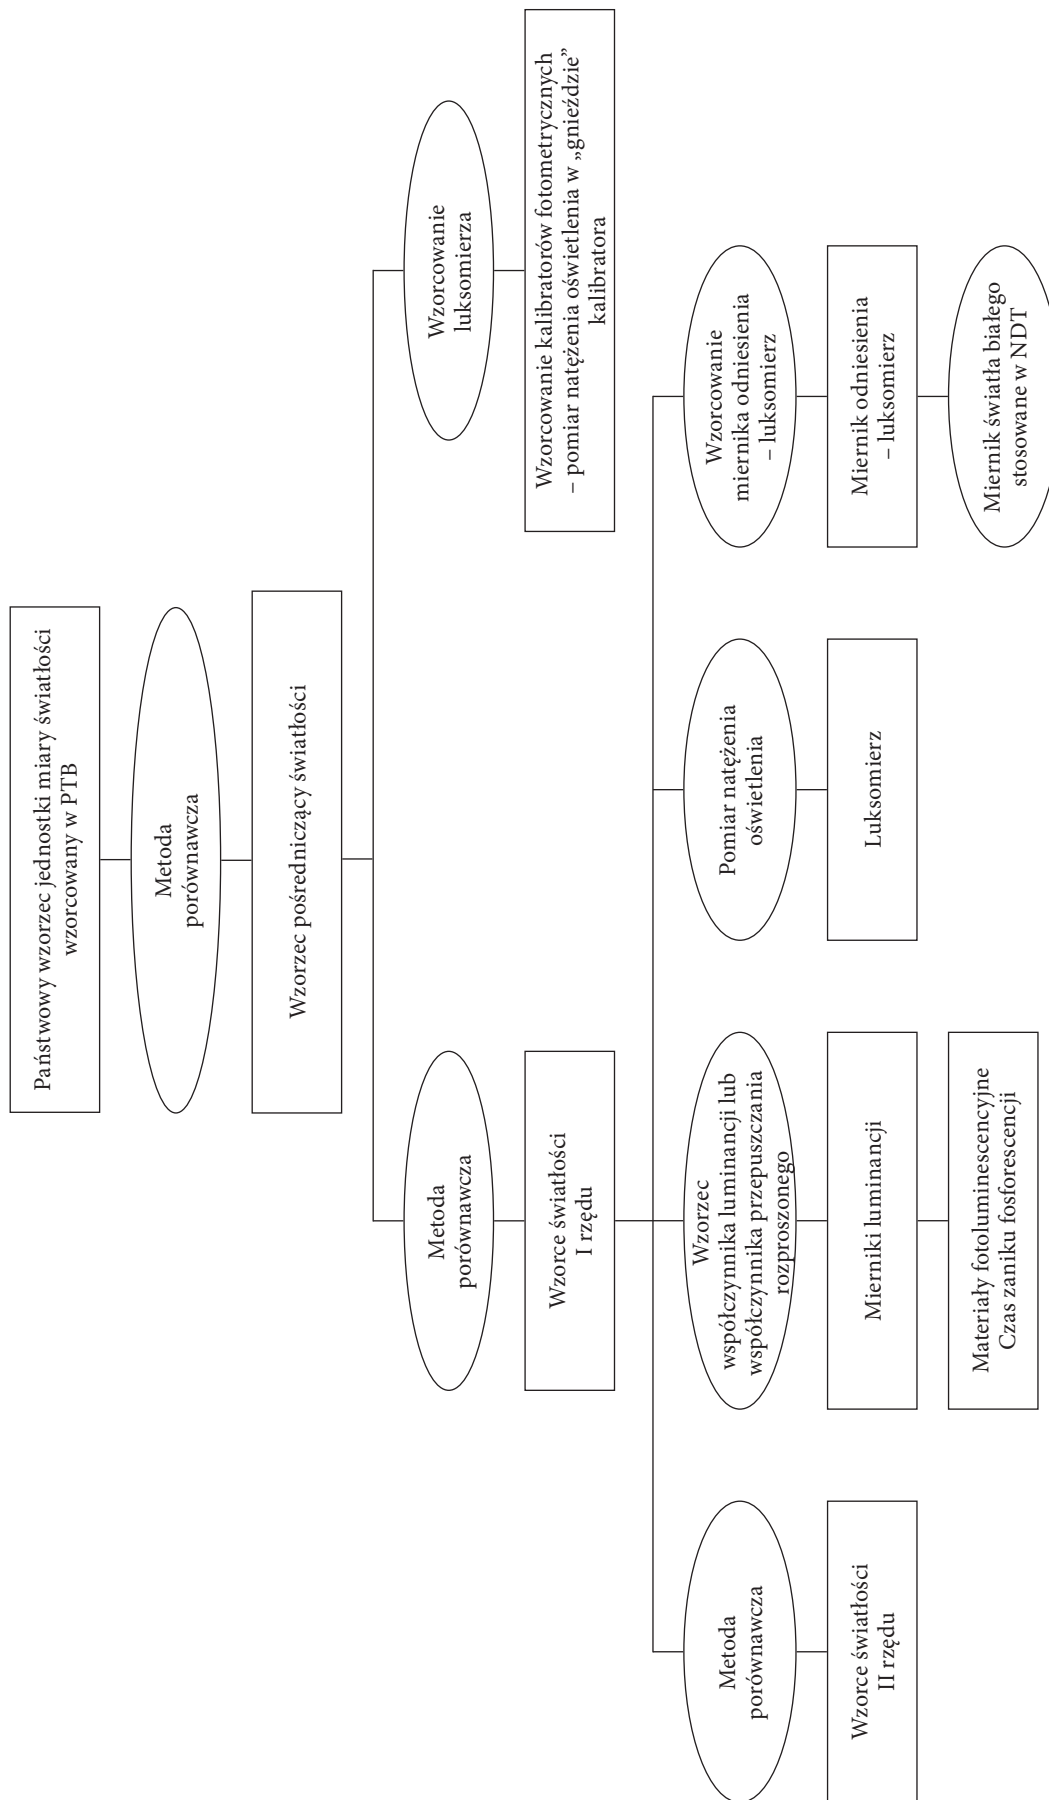 Państwowy wzorzec jednostki miary światłości
wzorcowany w PTB
Metoda
porównawcza
Wzorzec pośredniczący światłości
Metoda
porównawcza
Wzorcowanie
luksomierza
Wzorce światłości
I rzędu
Wzorcowanie kalibratorów fotometrycznych
– pomiar natężenia oświetlenia w „gnieździe”
kalibratora
Metoda
porównawcza
Wzorzec
współczynnika luminancji lub
współczynnika przepuszczania
rozproszonego
Pomiar natężenia
oświetlenia
Wzorcowanie
miernika odniesienia
– luksomierz
Wzorce światłości
II rzędu
Mierniki luminancji
Luksomierz
Miernik odniesienia
– luksomierz
Materiały fotoluminescencyjne
Czas zaniku fosforescencji
Miernik światła białego
stosowane w NDT